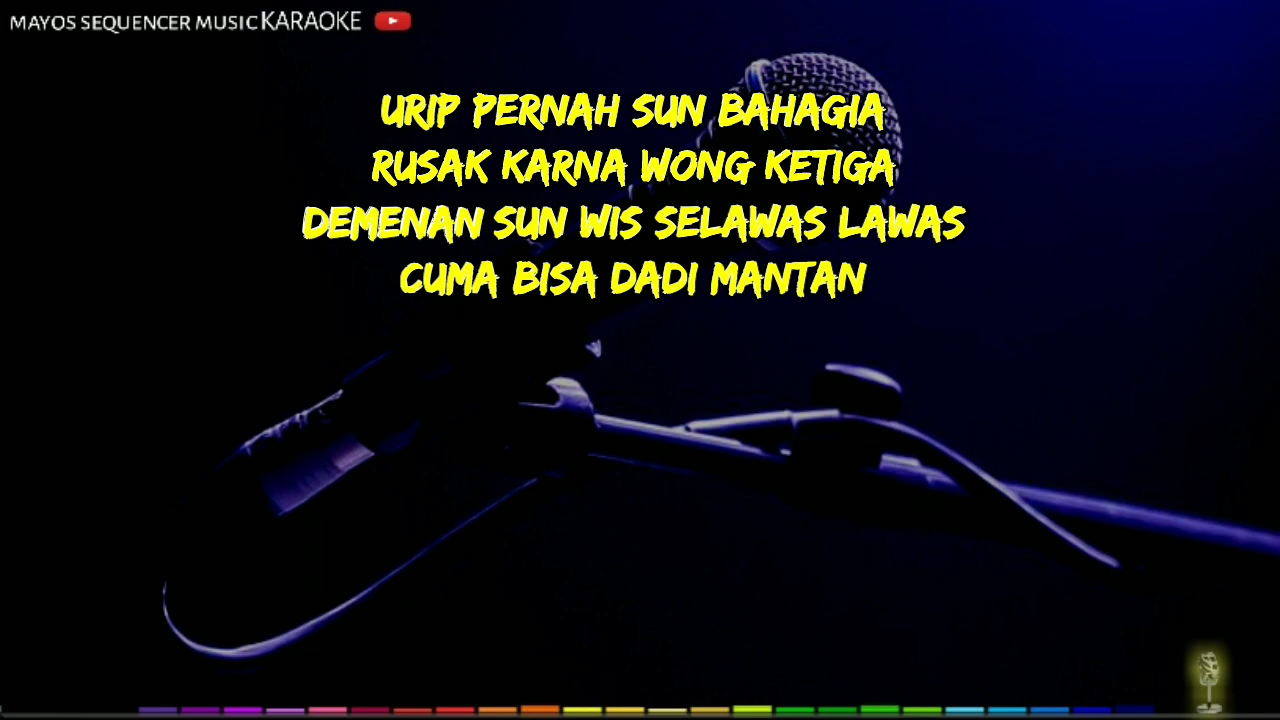 MAYOS SEQUENCER MUSIC KARAOKE
URIP PERNAH SUN BAHAGIA
RUSAK KARNA WONG KETIGA
DEMENAN SUN WIS SELAWAS LAWAS
CUMA BISA DADI MANTAN